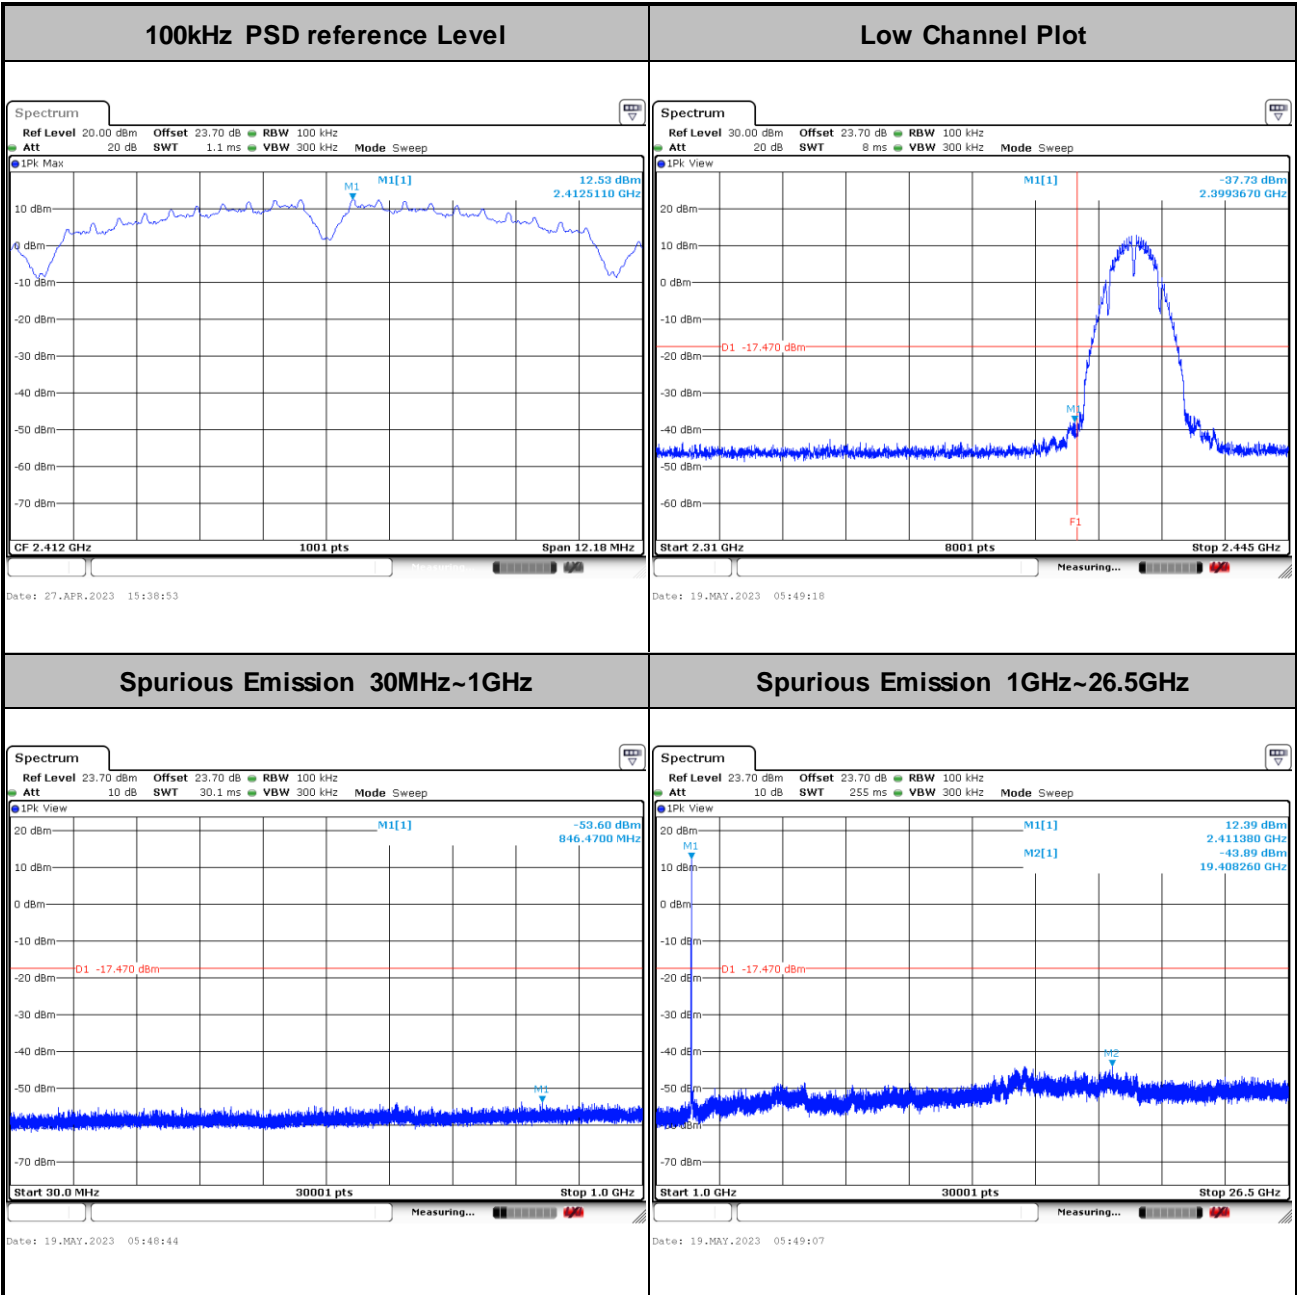 100kHz PSD reference Level
Spectrum
Ref Level 20.00 dBm Offset 23.70 dB RBW 100 kHz
Att 20 dB SWT 1.1 ms VBW 300 kHz Mode Sweep
1Pk Max
M1[1] 12.53 dBm
2.4125110 GHz
M1
10 dBm
0 dBm
-10 dBm
-20 dBm
-30 dBm
-40 dBm
-50 dBm
-60 dBm
-70 dBm
CF 2.412 GHz 1001 pts Span 12.18 MHz
Measuring...
Date: 27.APR.2023 15:38:53
Low Channel Plot
Spectrum
Ref Level 30.00 dBm Offset 23.70 dB RBW 100 kHz
Att 20 dB SWT 8 ms VBW 300 kHz Mode Sweep
1Pk View
M1[1] -37.73 dBm
2.3993670 GHz
20 dBm
10 dBm
0 dBm
-10 dBm
D1 -17.470 dBm
-20 dBm
-30 dBm
M1
-40 dBm
-50 dBm
-60 dBm
F1
Start 2.31 GHz 8001 pts Stop 2.445 GHz
Measuring...
Date: 19.MAY.2023 05:49:18
Spurious Emission 30MHz~1GHz
Spectrum
Ref Level 23.70 dBm Offset 23.70 dB RBW 100 kHz
Att 10 dB SWT 30.1 ms VBW 300 kHz Mode Sweep
1Pk View
M1[1] -53.60 dBm
846.4700 MHz
20 dBm
10 dBm
0 dBm
-10 dBm
D1 -17.470 dBm
-20 dBm
-30 dBm
-40 dBm
-50 dBm
M1
-70 dBm
Start 30.0 MHz 30001 pts Stop 1.0 GHz
Measuring...
Date: 19.MAY.2023 05:48:44
Spurious Emission 1GHz~26.5GHz
Spectrum
Ref Level 23.70 dBm Offset 23.70 dB RBW 100 kHz
Att 10 dB SWT 255 ms VBW 300 kHz Mode Sweep
1Pk View
M1[1] 12.39 dBm
2.411380 GHz
M2[1] -43.89 dBm
19.408260 GHz
20 dBm
M1
10 dBm
0 dBm
-10 dBm
D1 -17.470 dBm
-20 dBm
-30 dBm
-40 dBm
M2
-50 dBm
-60 dBm
-70 dBm
Start 1.0 GHz 30001 pts Stop 26.5 GHz
Measuring...
Date: 19.MAY.2023 05:49:07